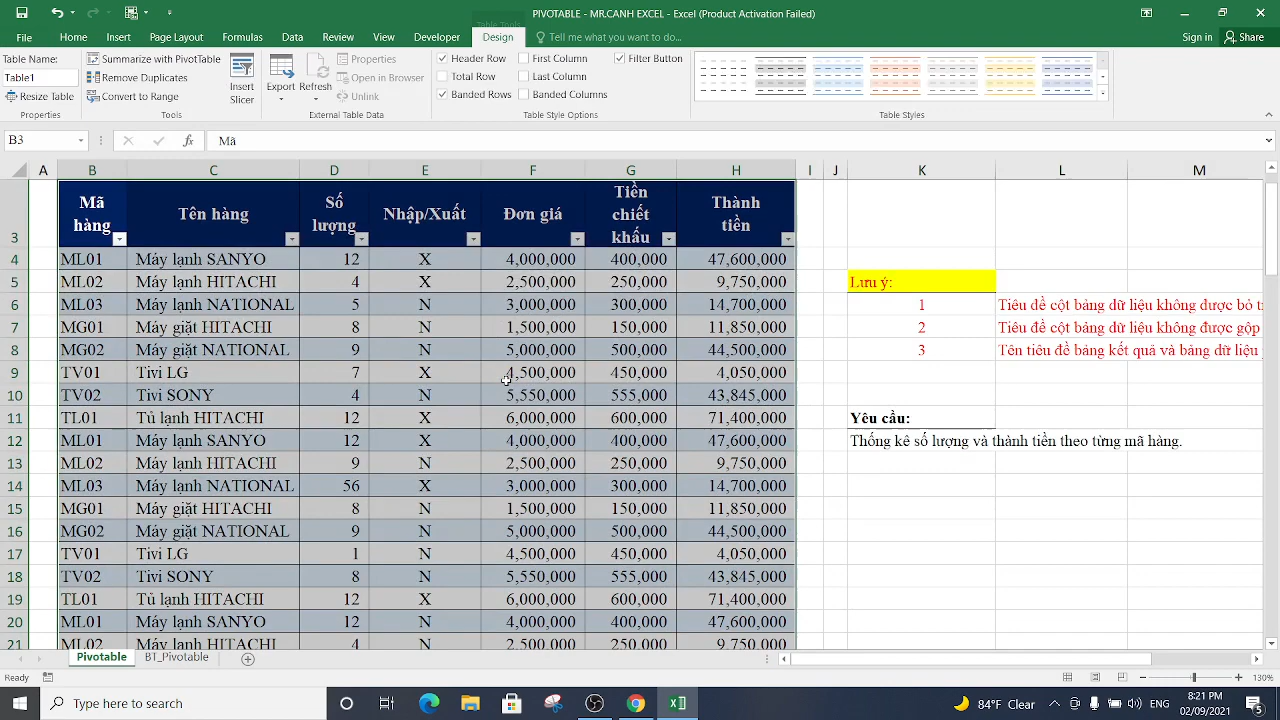 PIVOTABLE - MR.CANH EXCEL - Excel (Product Activation Failed)
File Home Insert Page Layout Formulas Data Review View Developer Design Tell me what you want to do... Sign in Share
Table Name:
Table1
Resize Table
Properties
Summarize with PivotTable
Remove Duplicates
Convert to Range
Tools
Insert Slicer
Export Refresh
Properties
Open in Browser
Unlink
External Table Data
Header Row First Column Filter Button
Total Row Last Column
Banded Rows Banded Columns
Table Style Options
Table Styles
B3 fx Mã
A B C D E F G H I J K L M
3 Mã hàng Tên hàng Số lượng Nhập/Xuất Đơn giá Tiền chiết khấu Thành tiền
4 ML01 Máy lạnh SANYO 12 X 4,000,000 400,000 47,600,000
5 ML02 Máy lạnh HITACHI 4 X 2,500,000 250,000 9,750,000 Lưu ý:
6 ML03 Máy lạnh NATIONAL 5 N 3,000,000 300,000 14,700,000 1 Tiêu đề cột bảng dữ liệu không được bỏ
7 MG01 Máy giặt HITACHI 8 N 1,500,000 150,000 11,850,000 2 Tiêu đề cột bảng dữ liệu không được gộp
8 MG02 Máy giặt NATIONAL 9 N 5,000,000 500,000 44,500,000 3 Tên tiêu đề bảng kết quả và bảng dữ liệu
9 TV01 Tivi LG 7 X 4,500,000 450,000 4,050,000
10 TV02 Tivi SONY 4 N 5,550,000 555,000 43,845,000
11 TL01 Tủ lạnh HITACHI 12 X 6,000,000 600,000 71,400,000 Yêu cầu:
12 ML01 Máy lạnh SANYO 12 X 4,000,000 400,000 47,600,000 Thống kê số lượng và thành tiền theo từng mã hàng.
13 ML02 Máy lạnh HITACHI 9 N 2,500,000 250,000 9,750,000
14 ML03 Máy lạnh NATIONAL 56 X 3,000,000 300,000 14,700,000
15 MG01 Máy giặt HITACHI 8 N 1,500,000 150,000 11,850,000
16 MG02 Máy giặt NATIONAL 9 N 5,000,000 500,000 44,500,000
17 TV01 Tivi LG 1 N 4,500,000 450,000 4,050,000
18 TV02 Tivi SONY 8 N 5,550,000 555,000 43,845,000
19 TL01 Tủ lạnh HITACHI 12 X 6,000,000 600,000 71,400,000
20 ML01 Máy lạnh SANYO 12 N 4,000,000 400,000 47,600,000
21 ML02 Máy lạnh HITACHI 4 N 2,500,000 250,000 9,750,000
Pivotable BT_Pivotable
Ready 130%
Type here to search 84°F Clear ENG 8:21 PM
02/09/2021